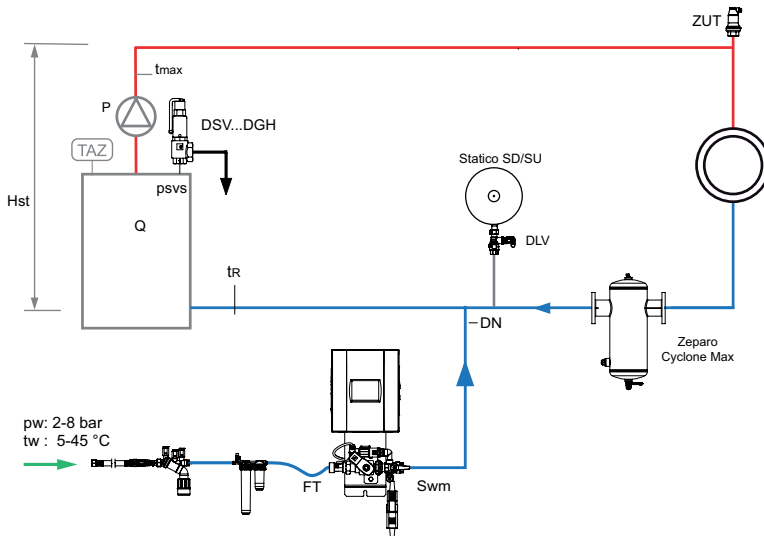 ZUT
tmax
P
DSV...DGH
TAZ
Statico SD/SU
psvs
Hst
Q
DLV
tR
DN
Zeparo
Cyclone Max
pw: 2-8 bar
tw : 5-45 °C
FT
Swm